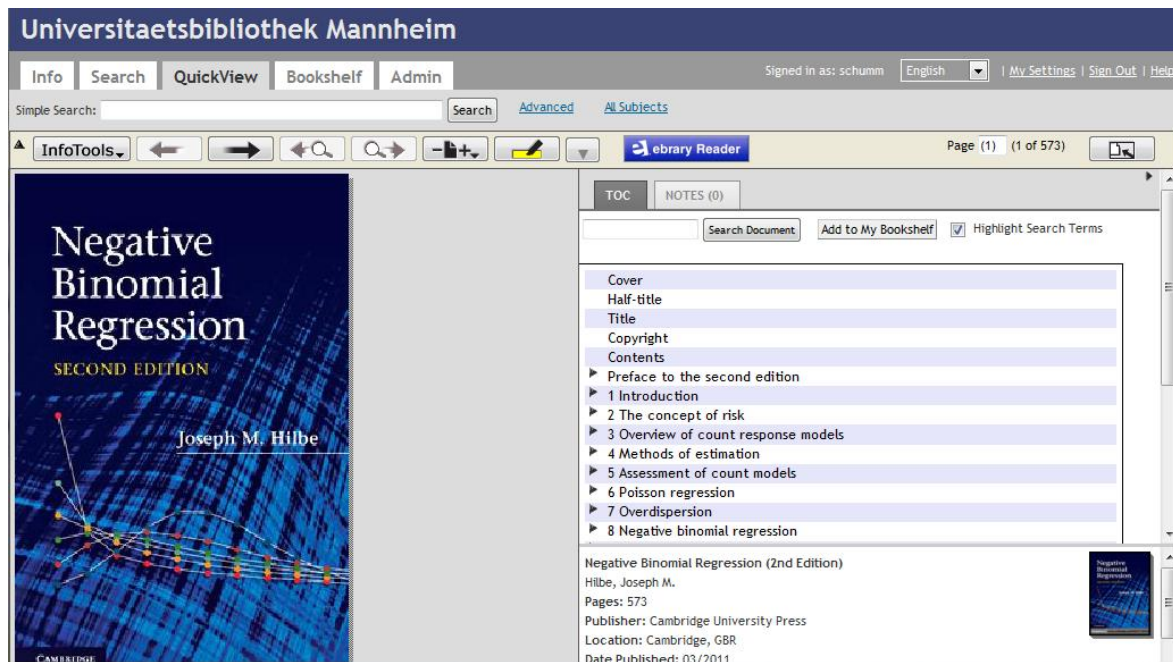 Universitaetsbibliothek Mannheim
Info Search QuickView Bookshelf Admin Signed in as: schumm English | My Settings | Sign Out | Help
Simple Search: Search Advanced All Subjects
InfoTools ebrary Reader Page (1) (1 of 573)
Negative
Binomial
Regression
SECOND EDITION
Joseph M. Hilbe
CAMBRIDGE
TOC NOTES (0)
Search Document Add to My Bookshelf Highlight Search Terms
Cover
Half-title
Title
Copyright
Contents
Preface to the second edition
1 Introduction
2 The concept of risk
3 Overview of count response models
4 Methods of estimation
5 Assessment of count models
6 Poisson regression
7 Overdispersion
8 Negative binomial regression
Negative Binomial Regression (2nd Edition)
Hilbe, Joseph M.
Pages: 573
Publisher: Cambridge University Press
Location: Cambridge, GBR
Date Published: 03/2011
Negative
Binomial
Regression